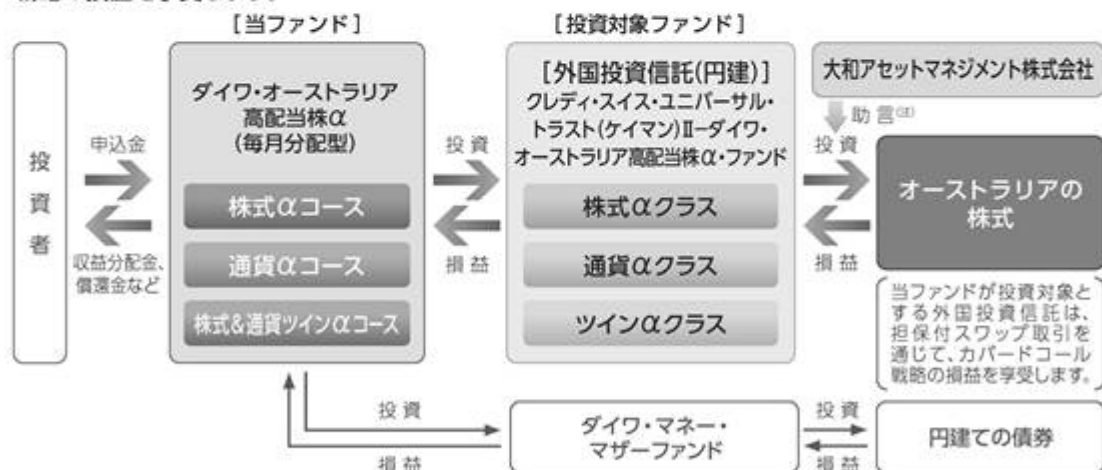 [当ファンド]
[投資対象ファンド]
投資者
申込金
収益分配金、
償還金など
ダイワ・オーストラリア
高配当株α
(毎月分配型)
株式αコース
通貨αコース
株式&通貨ツインαコース
投資
損益
[外国投資信託(円建)]
クレディ・スイス・ユニバーサル・
トラスト(ケイマン)Ⅱ-ダイワ・
オーストラリア高配当株α・ファンド
株式αクラス
通貨αクラス
ツインαクラス
大和アセットマネジメント株式会社
助言(注)
投資
損益
オーストラリアの
株式
当ファンドが投資対象と
する外国投資信託は、
担保付スワップ取引を
通じて、カバードコール
戦略の損益を享受します。
投資
損益
ダイワ・マネー・
マザーファンド
投資
損益
円建ての債券